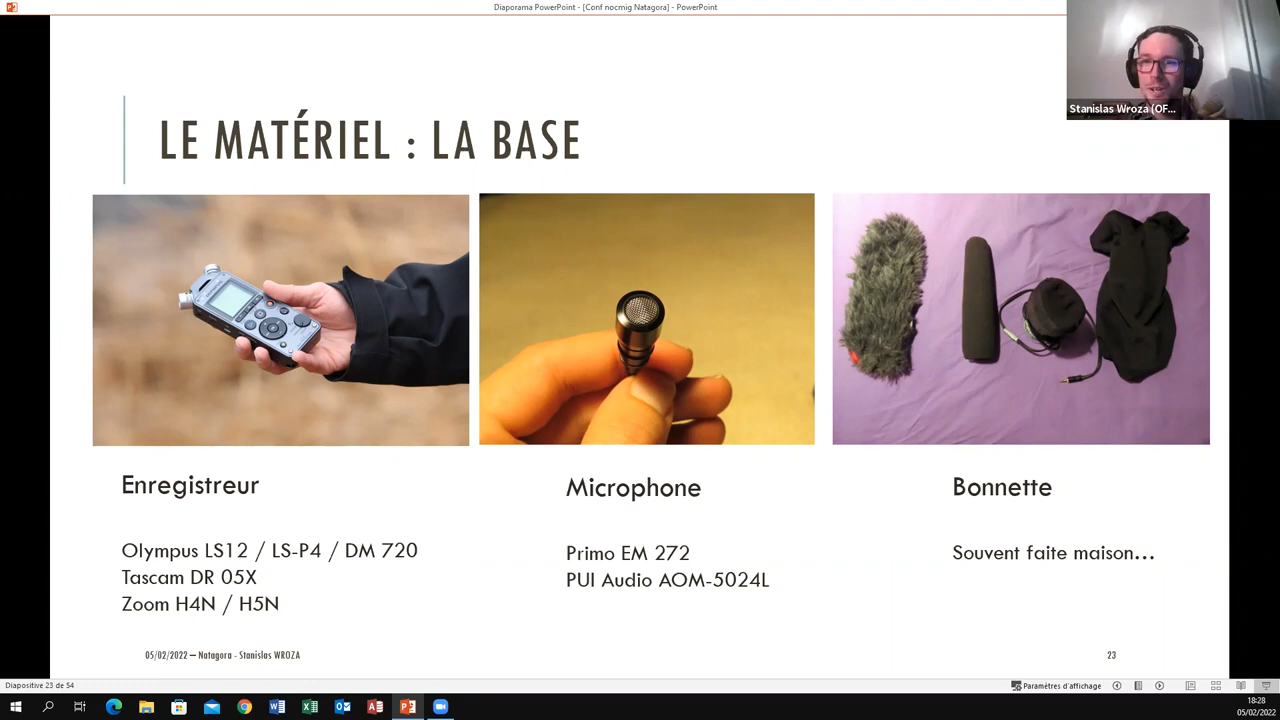 Diaporama PowerPoint - [Conf nocmig Natagora] - PowerPoint
Stanislas Wroza (OF...
LE MATÉRIEL : LA BASE
Enregistreur
Olympus LS12 / LS-P4 / DM 720
Tascam DR 05X
Zoom H4N / H5N
Microphone
Primo EM 272
PUI Audio AOM-5024L
Bonnette
Souvent faite maison...
05/02/2022 – Natagora - Stanislas WROZA
23
Diapositive 23 de 54
Paramètres d'affichage
18:28
05/02/2022